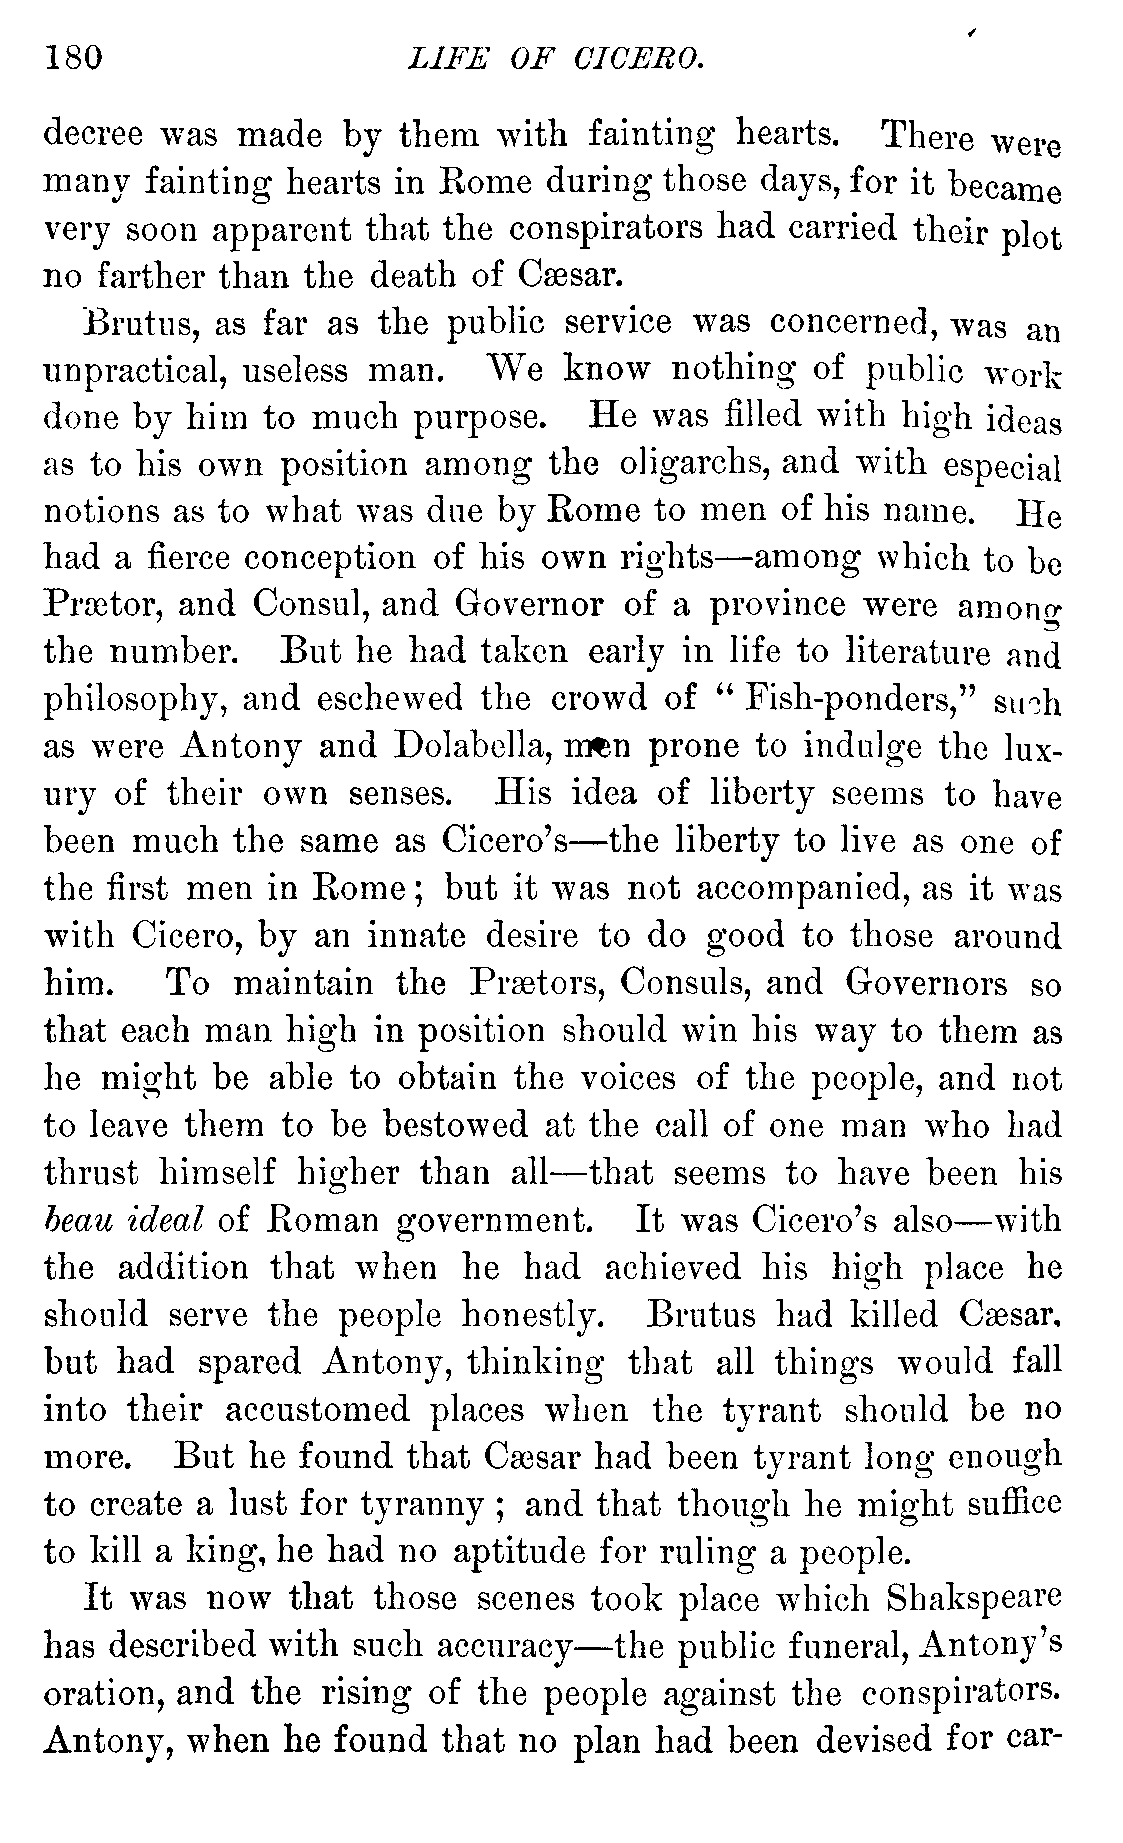 180 LIFE OF CICERO.
decree was made by them with fainting hearts. There were
many fainting hearts in Rome during those days, for it became
very soon apparent that the conspirators had carried their plot
no farther than the death of Cæsar.
Brutus, as far as the public service was concerned, was an
unpractical, useless man. We know nothing of public work
done by him to much purpose. He was filled with high ideas
as to his own position among the oligarchs, and with especial
notions as to what was due by Rome to men of his name. He
had a fierce conception of his own rights—among which to be
Prætor, and Consul, and Governor of a province were among
the number. But he had taken early in life to literature and
philosophy, and eschewed the crowd of “ Fish-ponders,” such
as were Antony and Dolabella, men prone to indulge the lux-
ury of their own senses. His idea of liberty seems to have
been much the same as Cicero’s—the liberty to live as one of
the first men in Rome; but it was not accompanied, as it was
with Cicero, by an innate desire to do good to those around
him. To maintain the Prætors, Consuls, and Governors so
that each man high in position should win his way to them as
he might be able to obtain the voices of the people, and not
to leave them to be bestowed at the call of one man who had
thrust himself higher than all—that seems to have been his
beau ideal of Roman government. It was Cicero’s also—with
the addition that when he had achieved his high place he
should serve the people honestly. Brutus had killed Cæsar,
but had spared Antony, thinking that all things would fall
into their accustomed places when the tyrant should be no
more. But he found that Cæsar had been tyrant long enough
to create a lust for tyranny ; and that though he might suffice
to kill a king, he had no aptitude for ruling a people.
It was now that those scenes took place which Shakspeare
has described with such accuracy—the public funeral, Antony’s
oration, and the rising of the people against the conspirators.
Antony, when he found that no plan had been devised for car-